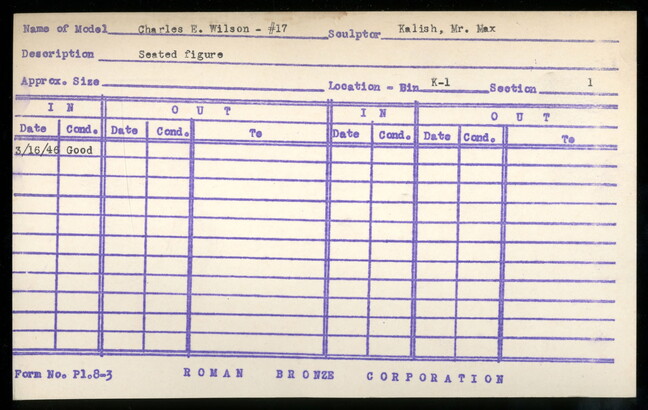 Name of Model Charles E. Wilson - #17 Sculptor Kalish, Mr. Max
Description Seated figure
Approx. Size Location - Bin K-1 Section 1
IN OUT IN OUT
Date Cond. Date Cond. To Date Cond. Date Cond. To
3/16/46 Good
Form No. Pl.8-3 ROMAN BRONZE CORPORATION